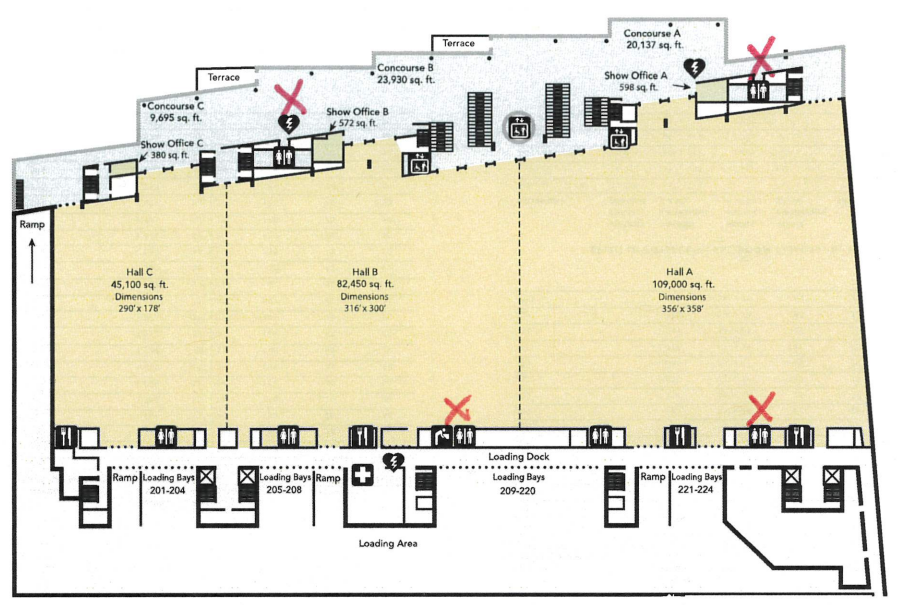 Concourse A
20,137 sq. ft.
Terrace
Concourse B
23,930 sq. ft.
Terrace
Show Office A
598 sq. ft.
Concourse C
9,695 sq. ft.
Show Office B
572 sq. ft.
Show Office C
380 sq. ft.
Ramp
Hall C
45,100 sq. ft.
Dimensions
290' x 178'
Hall B
82,450 sq. ft.
Dimensions
316' x 300'
Hall A
109,000 sq. ft.
Dimensions
356' x 358'
Loading Dock
Ramp
Loading Bays
201-204
Loading Bays
205-208
Ramp
Loading Bays
209-220
Ramp
Loading Bays
221-224
Loading Area